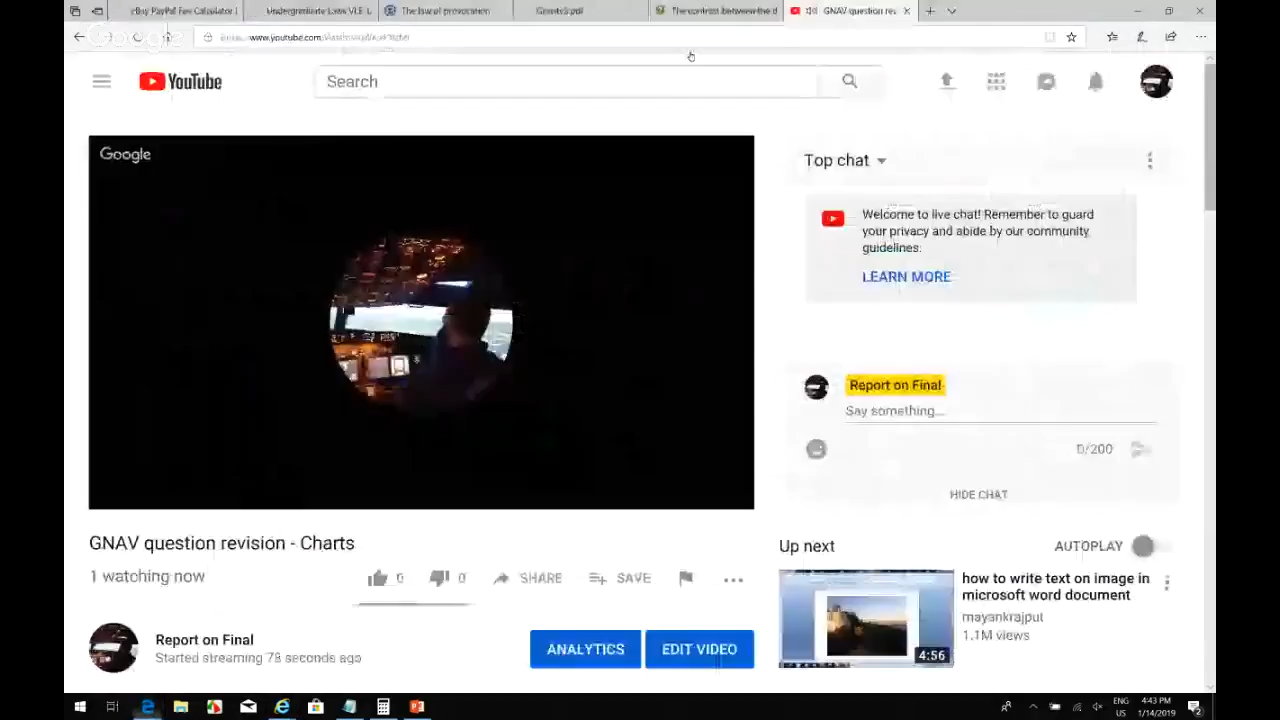 eBay PayPal Fee Calculator
Undergraduate Laws VLE: L
The law of provocation
Gravity3.pdf
The contrast between the d
GNAV question rev
Google
www.youtube.com
YouTube
Search
Google
Top chat
Welcome to live chat! Remember to guard
your privacy and abide by our community
guidelines.
LEARN MORE
Report on Final
Say something...
0/200
HIDE CHAT
GNAV question revision - Charts
1 watching now
0
0
SHARE
SAVE
Report on Final
Started streaming 78 seconds ago
ANALYTICS
EDIT VIDEO
Up next
AUTOPLAY
how to write text on image in
microsoft word document
mayankrajput
1.1M views
4:56
ENG
US
4:43 PM
1/14/2019
2